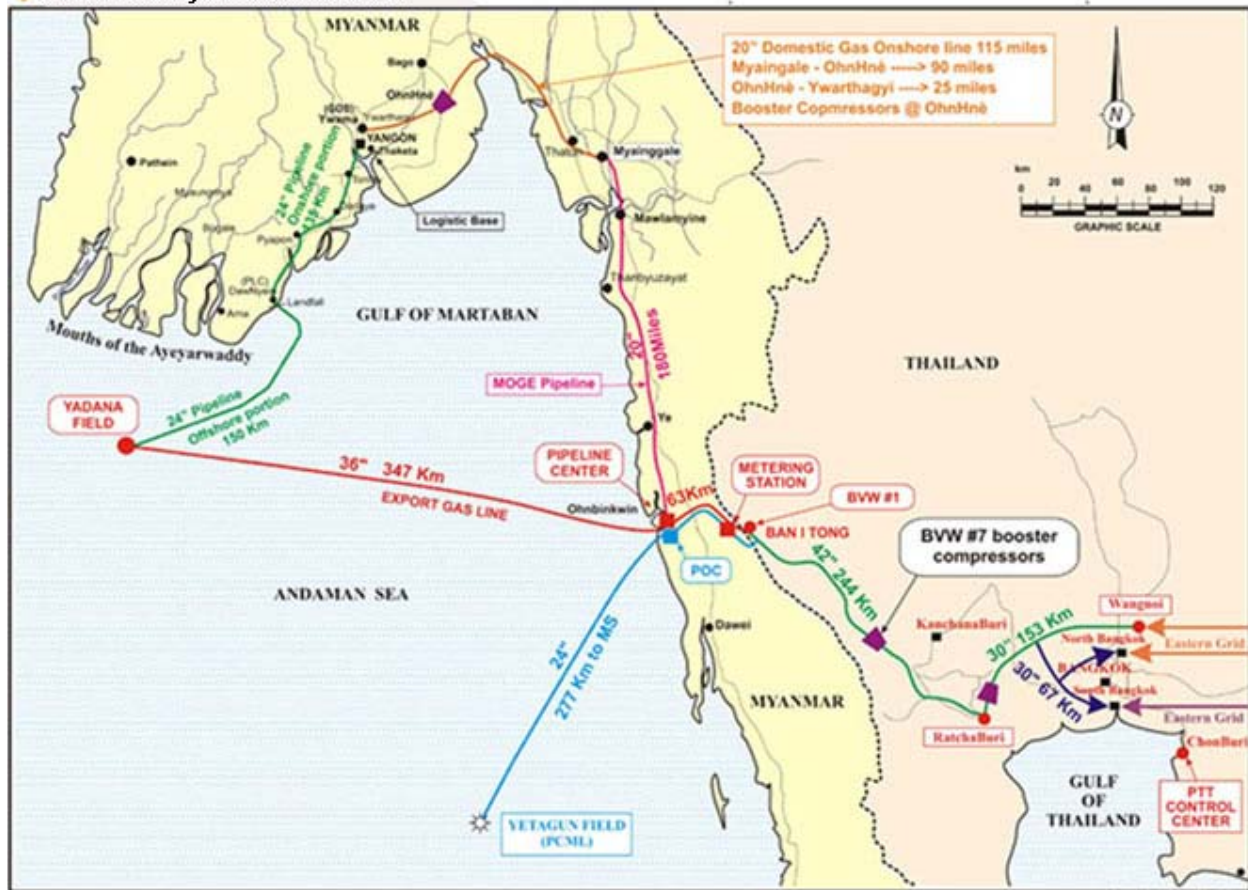 MYANMAR
Bago
OhnHnè
(GOS)
Ywama
Ywarthagyi
YANGON
Thaketa
Pathein
Logistic Base
24" Pipeline
Onshore portion
Pyapon
(PLC)
Landfall
Ama
Mouths of the Ayeyarwaddy
20" Domestic Gas Onshore line 115 miles
Myaingale - OhnHnè -----> 90 miles
OhnHnè - Ywarthagyi ----> 25 miles
Booster Copmressors @ OhnHnè
N
km
0 20 40 60 80 100 120
GRAPHIC SCALE
Thaton
Myainggale
Mawlamyine
Thanbyuzayat
GULF OF MARTABAN
20"
180Miles
MOGE Pipeline
Ye
THAILAND
YADANA
FIELD
24" Pipeline
Offshore portion
150 Km
36" 347 Km
EXPORT GAS LINE
PIPELINE
CENTER
Ohnbinkwin
63Km
METERING
STATION
BVW #1
BAN I TONG
POC
BVW #7 booster
compressors
42" 244 Km
ANDAMAN SEA
24"
277 Km to MS
Dawei
MYANMAR
KanchanaBuri
30" 153 Km
30" 67 Km
Wangnoi
North Bangkok
Eastern Grid
BANGKOK
South Bangkok
Eastern Grid
RatchaBuri
ChonBuri
GULF
OF
THAILAND
PTT
CONTROL
CENTER
YETAGUN FIELD
(PCML)